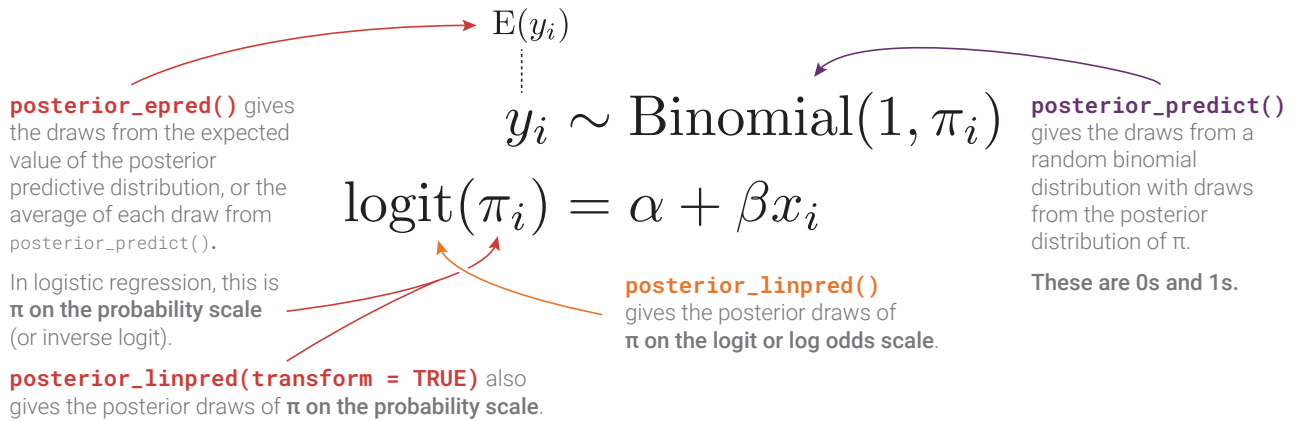 E(yᵢ)
posterior_epred() gives
the draws from the expected
value of the posterior
predictive distribution, or the
average of each draw from
posterior_predict().
In logistic regression, this is
π on the probability scale
(or inverse logit).
posterior_linpred(transform = TRUE) also
gives the posterior draws of π on the probability scale.
yᵢ ∼ Binomial(1, πᵢ)
logit(πᵢ) = α + βxᵢ
posterior_linpred()
gives the posterior draws of
π on the logit or log odds scale.
posterior_predict()
gives the draws from a
random binomial
distribution with draws
from the posterior
distribution of π.
These are 0s and 1s.